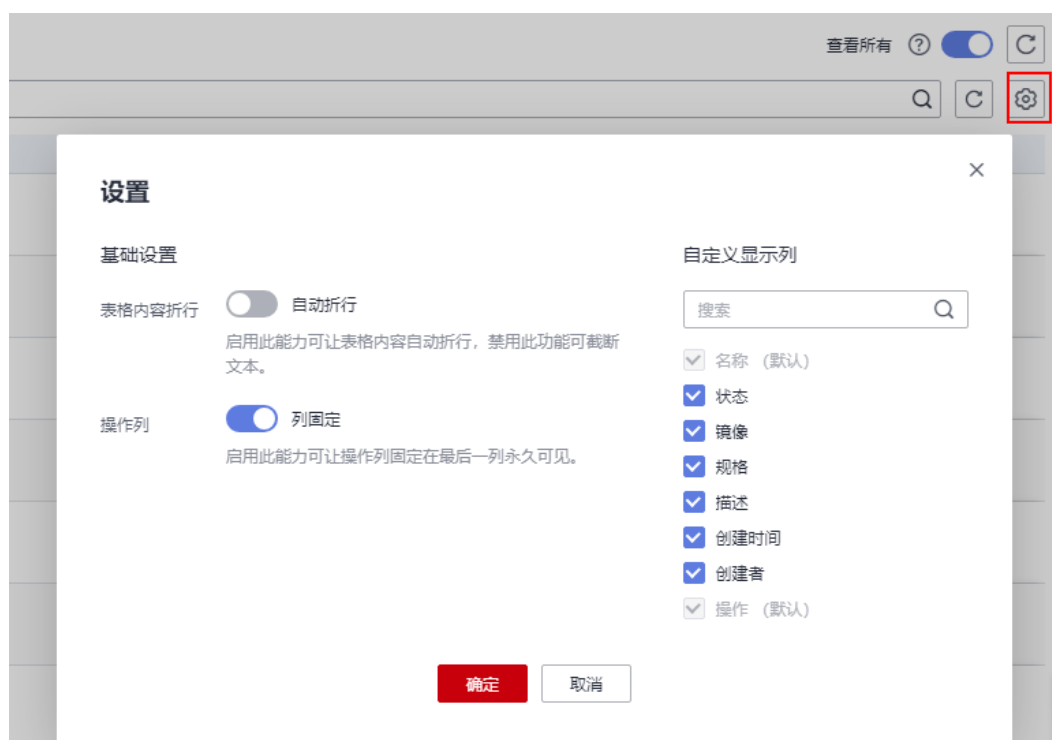 查看所有
设置
基础设置
表格内容折行
自动折行
启用此能力可让表格内容自动折行，禁用此功能可截断
文本。
操作列
列固定
启用此能力可让操作列固定在最后一列永久可见。
自定义显示列
搜索
名称 (默认)
状态
镜像
规格
描述
创建时间
创建者
操作 (默认)
确定
取消